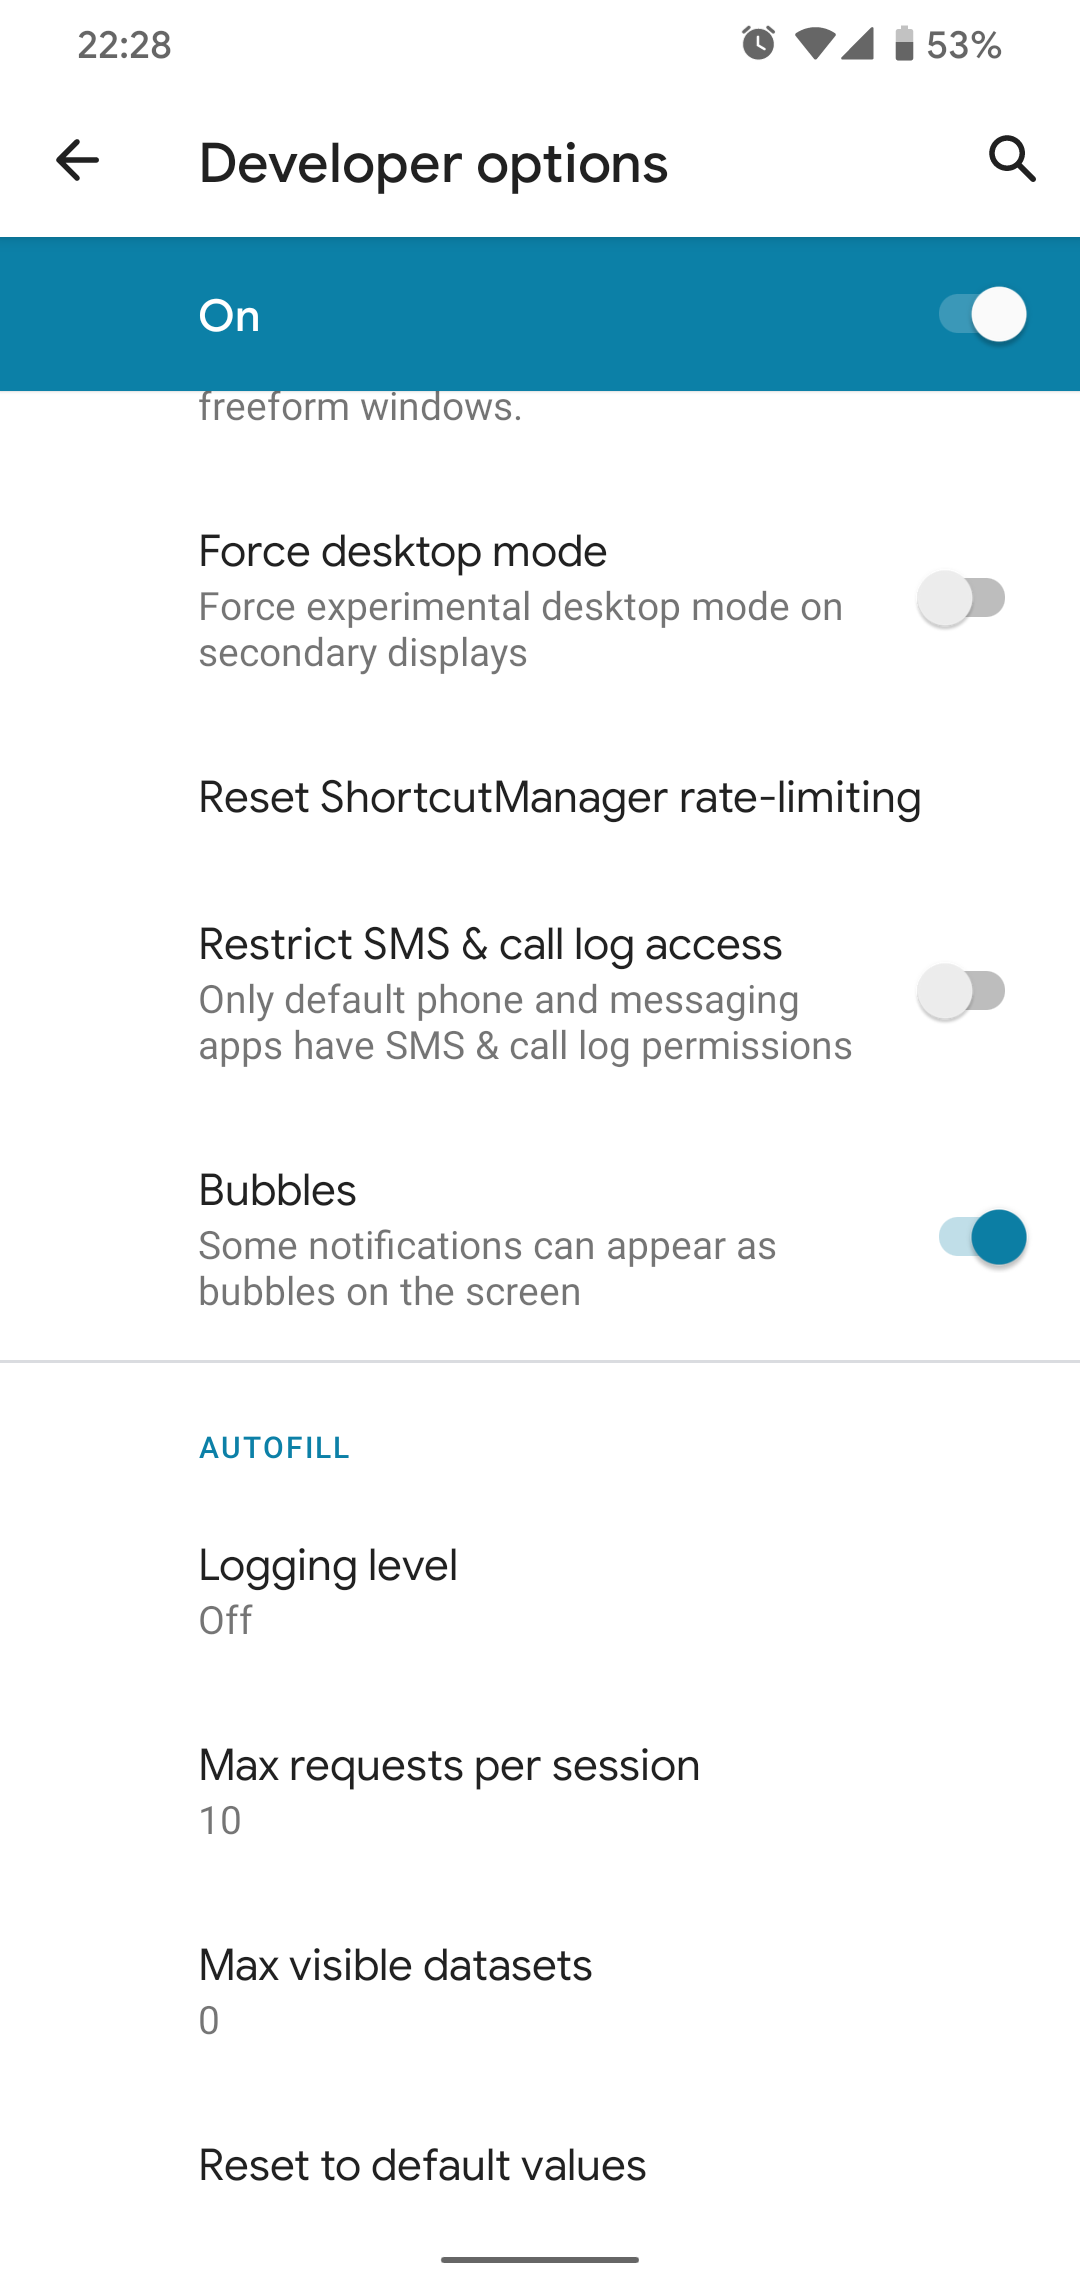 22:28
53%
Developer options
On
freeform windows.
Force desktop mode
Force experimental desktop mode on
secondary displays
Reset ShortcutManager rate-limiting
Restrict SMS & call log access
Only default phone and messaging
apps have SMS & call log permissions
Bubbles
Some notifications can appear as
bubbles on the screen
AUTOFILL
Logging level
Off
Max requests per session
10
Max visible datasets
0
Reset to default values